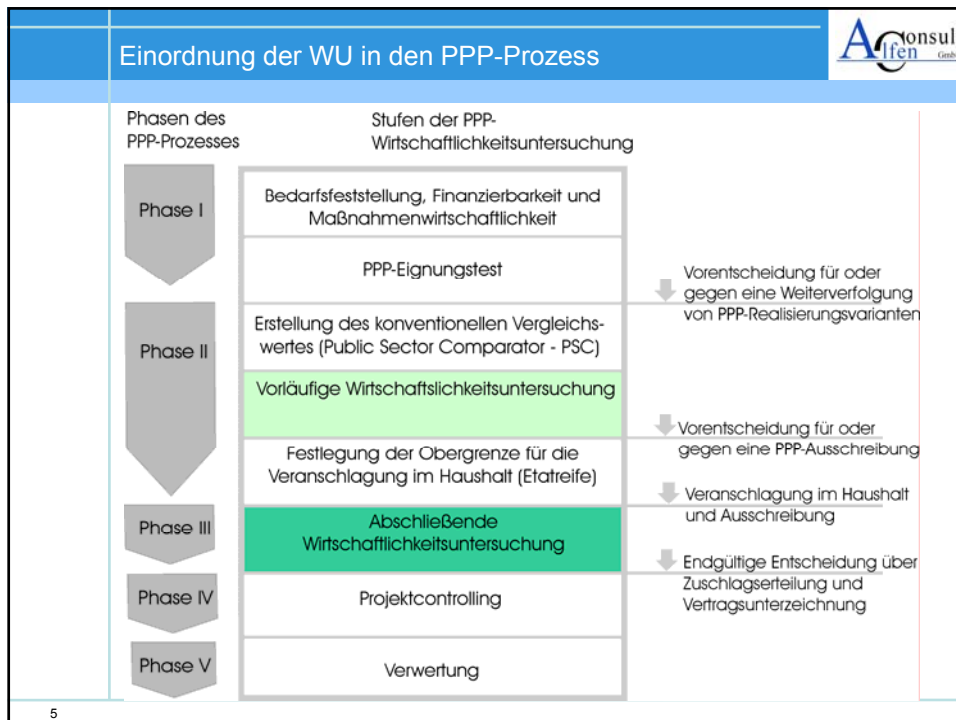 Einordnung der WU in den PPP-Prozess
Alfen
Consul
GmbH
Phasen des
PPP-Prozesses
Stufen der PPP-
Wirtschaftlichkeitsuntersuchung
Phase I
Bedarfsfeststellung, Finanzierbarkeit und
Maßnahmenwirtschaftlichkeit
PPP-Eignungstest
Vorentscheidung für oder
gegen eine Weiterverfolgung
von PPP-Realisierungsvarianten
Phase II
Erstellung des konventionellen Vergleichs-
wertes (Public Sector Comparator - PSC)
Vorläufige Wirtschaftslichkeitsuntersuchung
Vorentscheidung für oder
gegen eine PPP-Ausschreibung
Festlegung der Obergrenze für die
Veranschlagung im Haushalt (Etatreife)
Veranschlagung im Haushalt
und Ausschreibung
Phase III
Abschließende
Wirtschaftlichkeitsuntersuchung
Endgültige Entscheidung über
Zuschlagserteilung und
Vertragsunterzeichnung
Phase IV
Projektcontrolling
Phase V
Verwertung
5